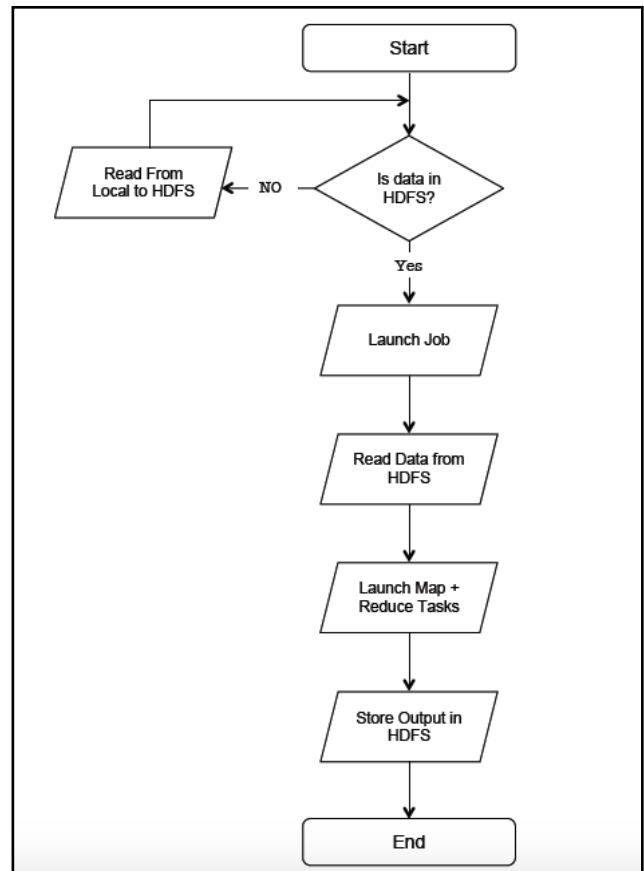 Start
Read From
Local to HDFS
NO
Is data in
HDFS?
Yes
Launch Job
Read Data from
HDFS
Launch Map +
Reduce Tasks
Store Output in
HDFS
End